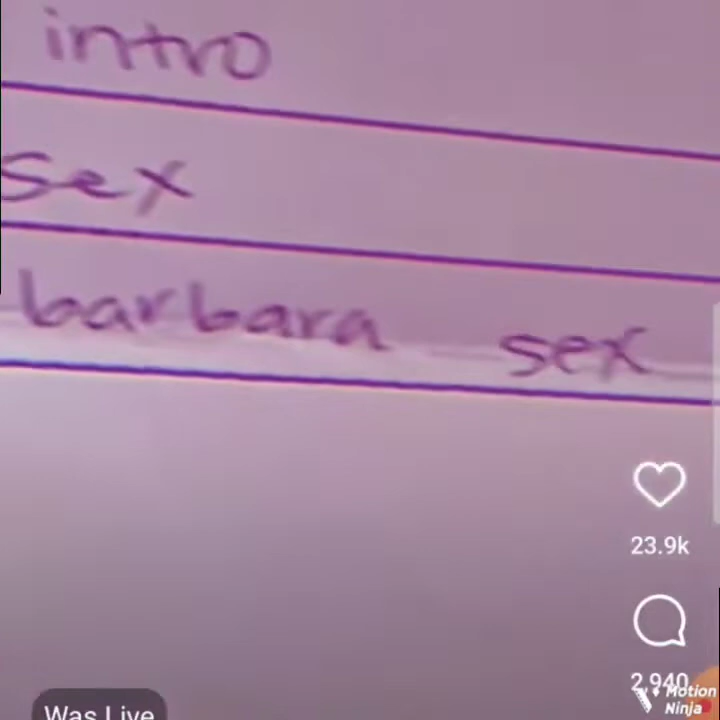 intro
sex
barbara sex
23.9k
2,940
Was Live
Motion
Ninja